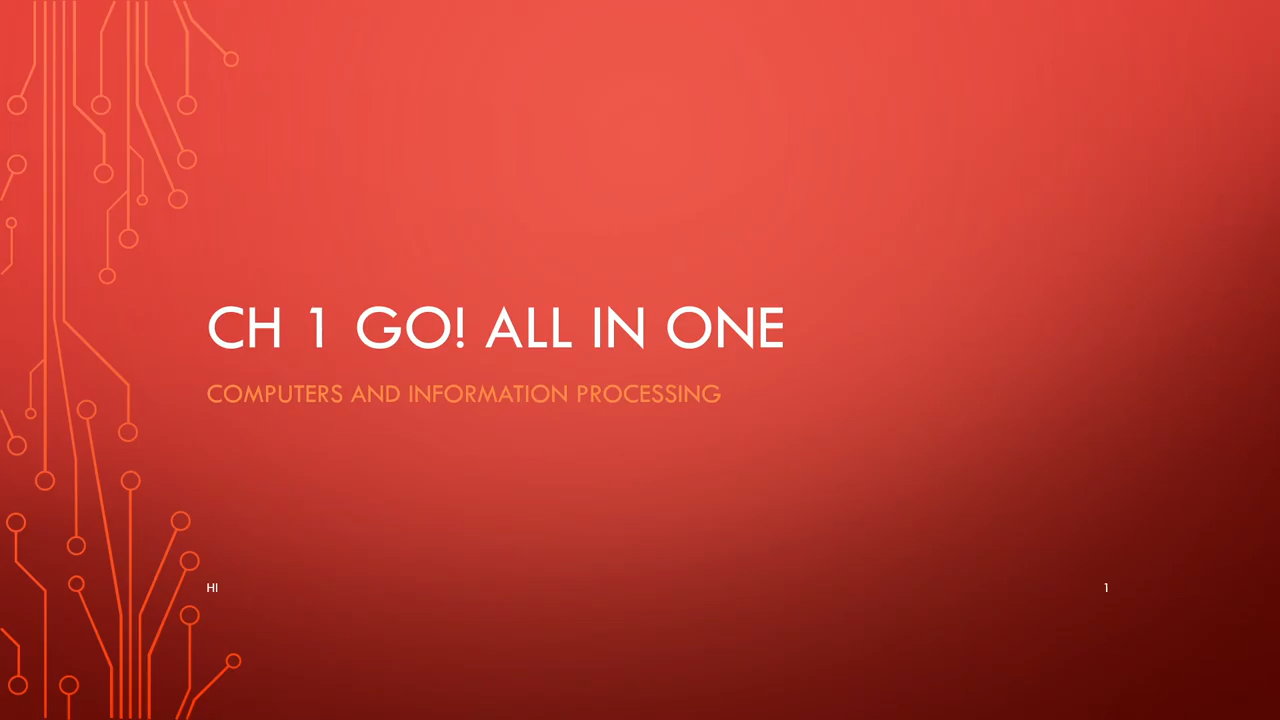 CH 1 GO! ALL IN ONE
COMPUTERS AND INFORMATION PROCESSING
HI
1